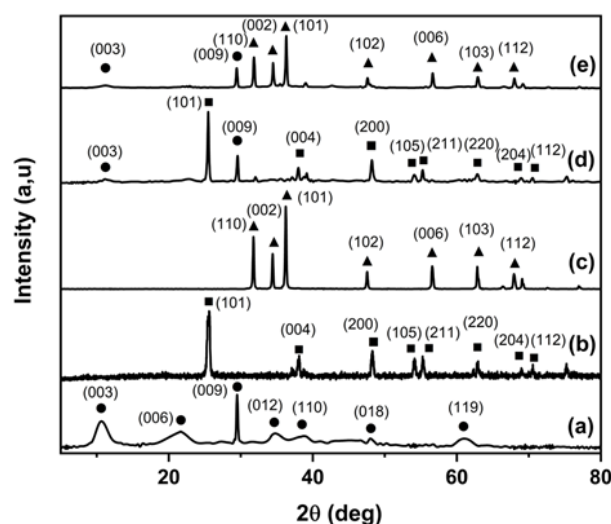 (002) (101)
(110)
(003) (009) (102) (006) (103) (112)
(e)
(101)
(009) (200)
(003) (004) (105) (211) (220) (204) (112)
(d)
(002) (101)
(110) (102) (006) (103) (112)
(c)
(101)
(004) (200) (105) (211) (220) (204) (112)
(b)
(009)
(003) (006) (012) (110) (018) (119)
(a)
20 40 60 80
2θ (deg)
Intensity (a,u)